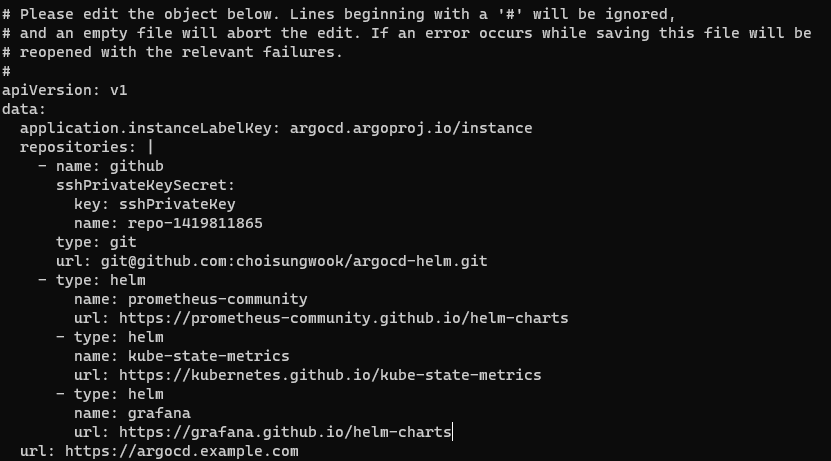 # Please edit the object below. Lines beginning with a '#' will be ignored,
# and an empty file will abort the edit. If an error occurs while saving this file will be
# reopened with the relevant failures.
#
apiVersion: v1
data:
  application.instanceLabelKey: argocd.argoproj.io/instance
  repositories: |
    - name: github
      sshPrivateKeySecret:
        key: sshPrivateKey
        name: repo-1419811865
      type: git
      url: git@github.com:choisungwook/argocd-helm.git
    - type: helm
        name: prometheus-community
        url: https://prometheus-community.github.io/helm-charts
      - type: helm
        name: kube-state-metrics
        url: https://kubernetes.github.io/kube-state-metrics
      - type: helm
        name: grafana
        url: https://grafana.github.io/helm-charts
  url: https://argocd.example.com